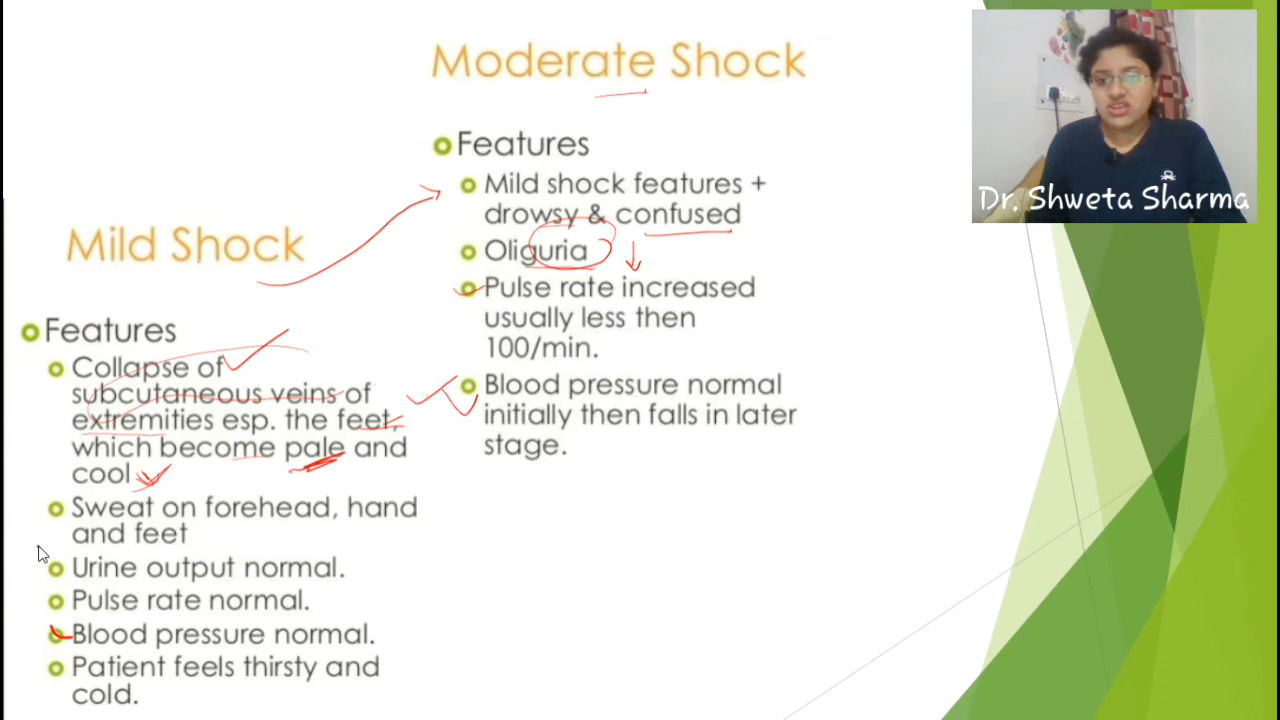 Moderate Shock
Features
Mild shock features +
drowsy & confused
Oliguria
Pulse rate increased
usually less then
100/min.
Blood pressure normal
initially then falls in later
stage.
Mild Shock
Features
Collapse of
subcutaneous veins of
extremities esp. the feet,
which become pale and
cool
Sweat on forehead, hand
and feet
Urine output normal.
Pulse rate normal.
Blood pressure normal.
Patient feels thirsty and
cold.
Dr. Shweta Sharma